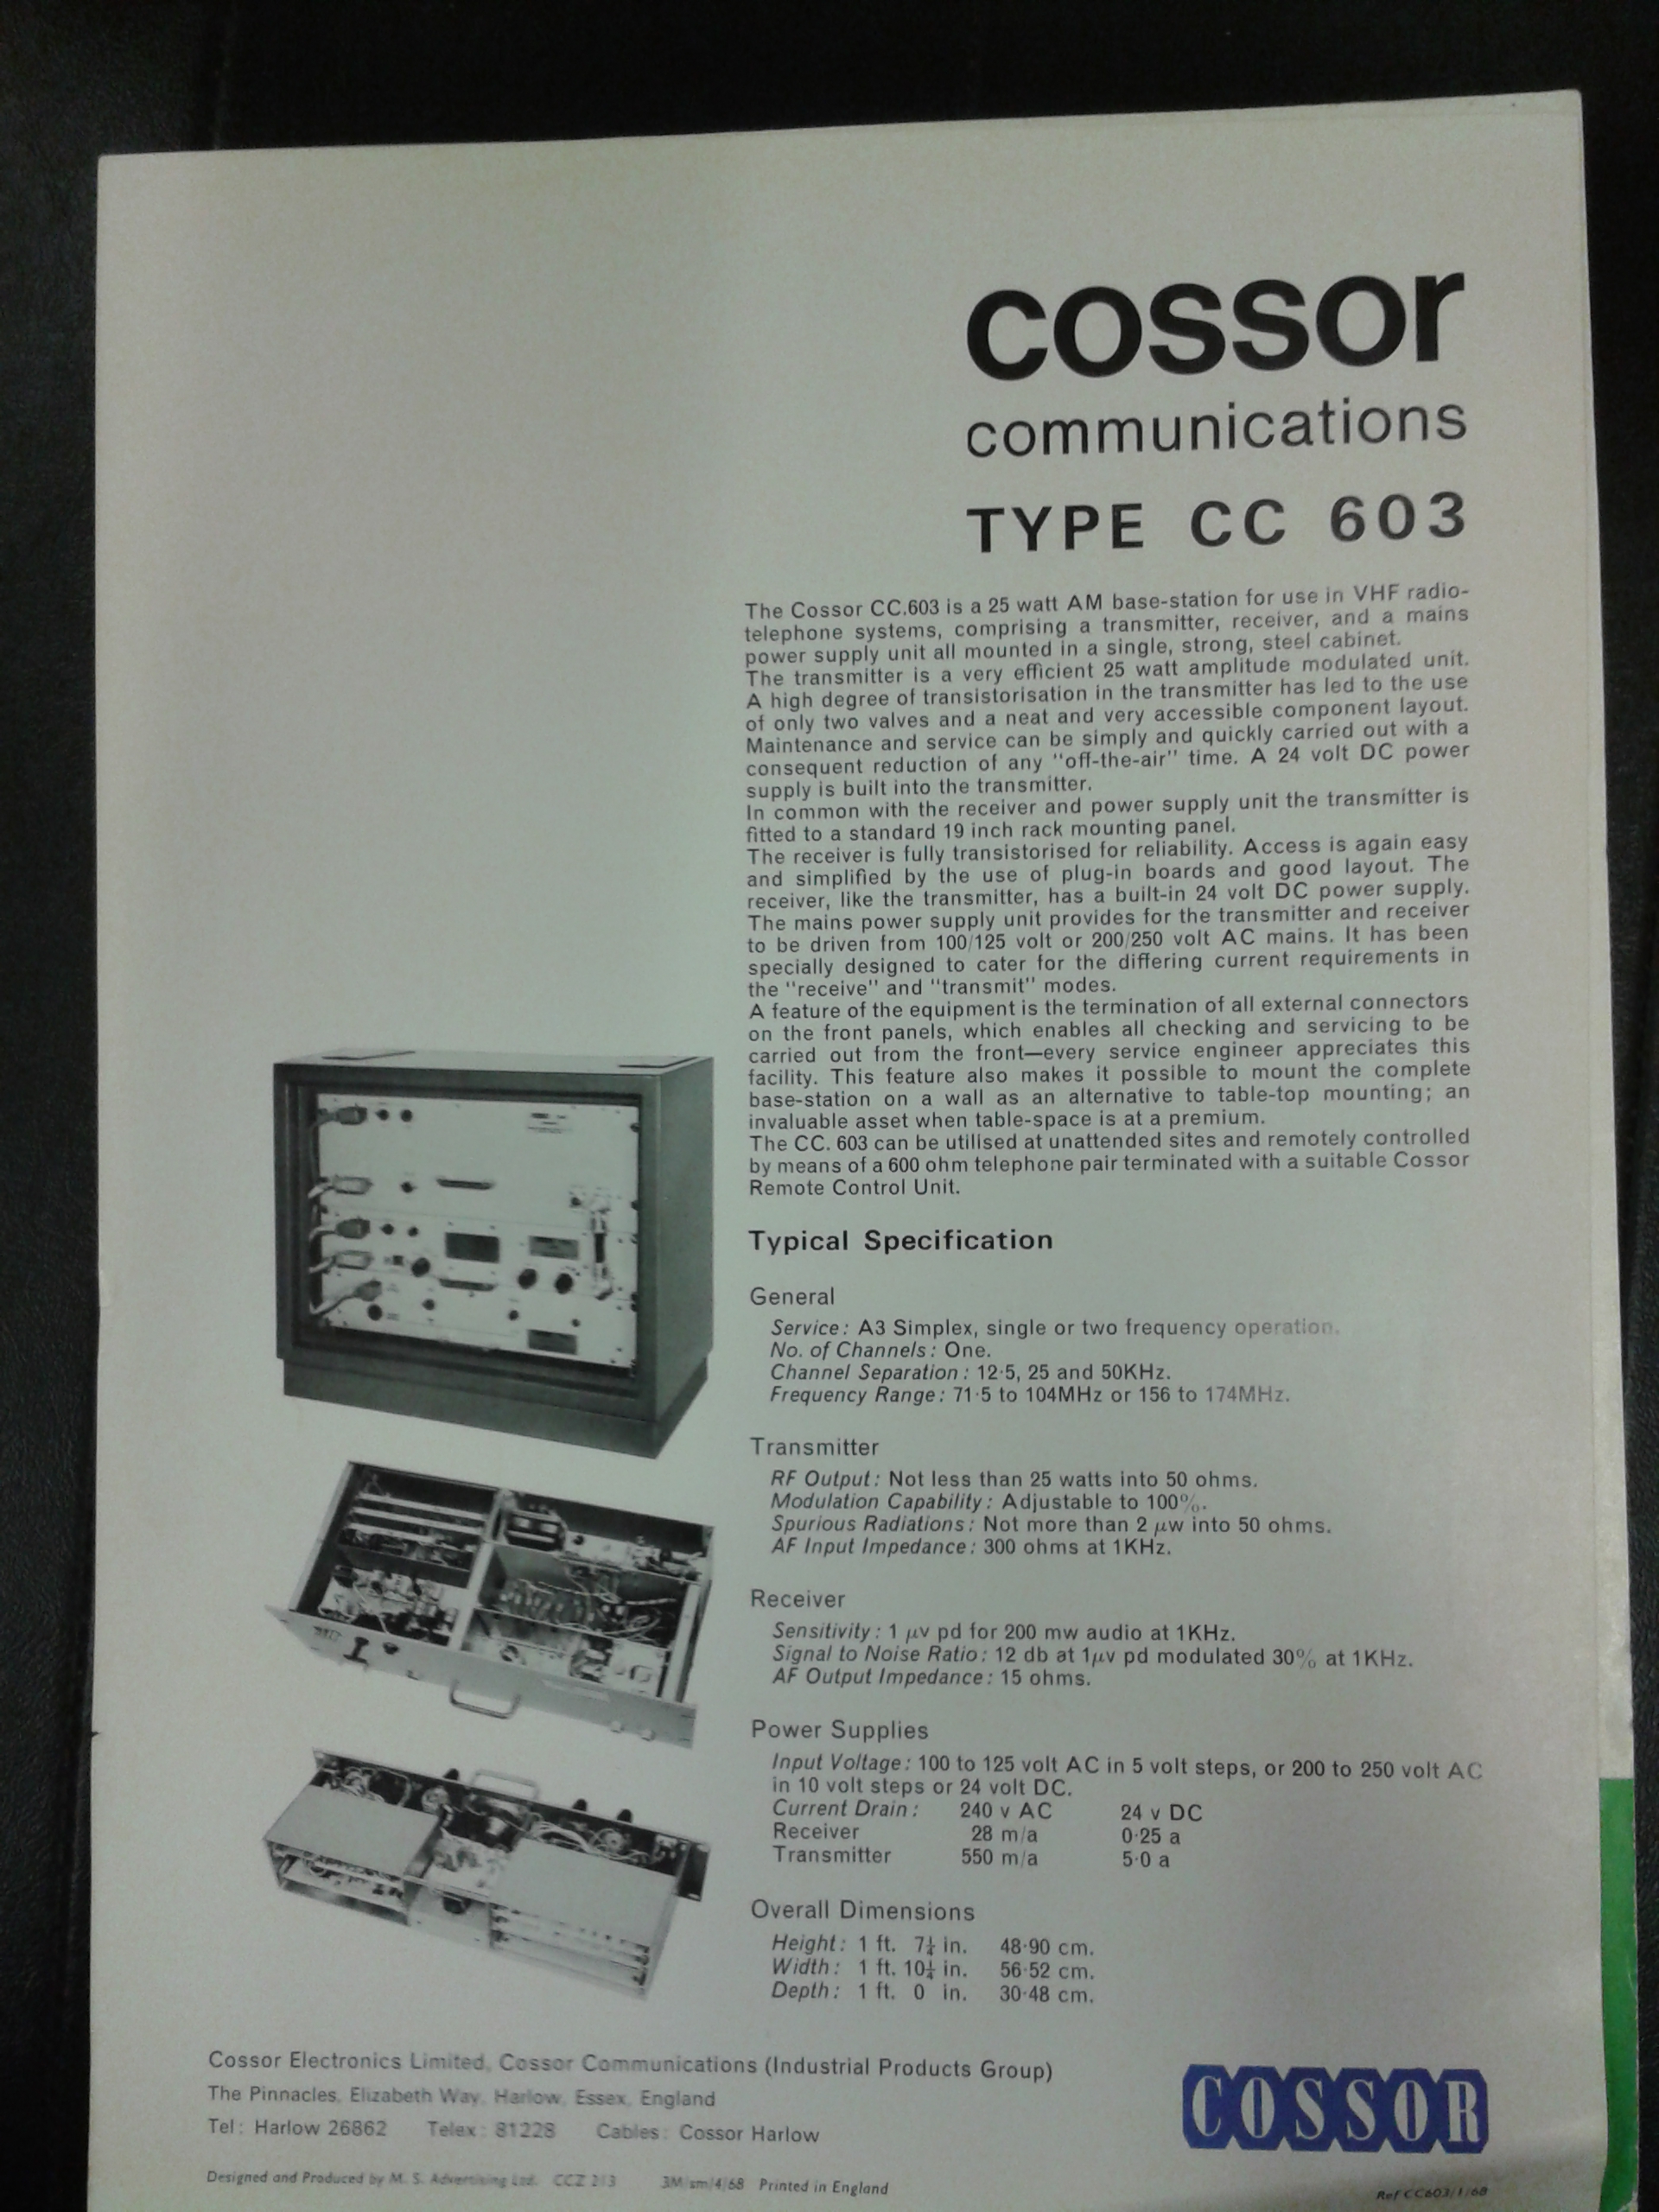 cossor
communications
TYPE CC 603
The Cossor CC.603 is a 25 watt AM base-station for use in VHF radio-
telephone systems, comprising a transmitter, receiver, and a mains
power supply unit all mounted in a single, strong, steel cabinet.
The transmitter is a very efficient 25 watt amplitude modulated unit.
A high degree of transistorisation in the transmitter has led to the use
of only two valves and a neat and very accessible component layout.
Maintenance and service can be simply and quickly carried out with a
consequent reduction of any "off-the-air" time. A 24 volt DC power
supply is built into the transmitter.
In common with the receiver and power supply unit the transmitter is
fitted to a standard 19 inch rack mounting panel.
The receiver is fully transistorised for reliability. Access is again easy
and simplified by the use of plug-in boards and good layout. The
receiver, like the transmitter, has a built-in 24 volt DC power supply.
The mains power supply unit provides for the transmitter and receiver
to be driven from 100/125 volt or 200/250 volt AC mains. It has been
specially designed to cater for the differing current requirements in
the "receive" and "transmit" modes.
A feature of the equipment is the termination of all external connectors
on the front panels, which enables all checking and servicing to be
carried out from the front—every service engineer appreciates this
facility. This feature also makes it possible to mount the complete
base-station on a wall as an alternative to table-top mounting; an
invaluable asset when table-space is at a premium.
The CC. 603 can be utilised at unattended sites and remotely controlled
by means of a 600 ohm telephone pair terminated with a suitable Cossor
Remote Control Unit.
Typical Specification
General
Service: A3 Simplex, single or two frequency operation.
No. of Channels: One.
Channel Separation: 12·5, 25 and 50KHz.
Frequency Range: 71·5 to 104MHz or 156 to 174MHz.
Transmitter
RF Output: Not less than 25 watts into 50 ohms.
Modulation Capability: Adjustable to 100%.
Spurious Radiations: Not more than 2 μw into 50 ohms.
AF Input Impedance: 300 ohms at 1KHz.
Receiver
Sensitivity: 1 μv pd for 200 mw audio at 1KHz.
Signal to Noise Ratio: 12 db at 1μv pd modulated 30% at 1KHz.
AF Output Impedance: 15 ohms.
Power Supplies
Input Voltage: 100 to 125 volt AC in 5 volt steps, or 200 to 250 volt AC
in 10 volt steps or 24 volt DC.
Current Drain: 240 v AC 24 v DC
Receiver 28 m/a 0·25 a
Transmitter 550 m/a 5·0 a
Overall Dimensions
Height: 1 ft. 7¼ in. 48·90 cm.
Width: 1 ft. 10¼ in. 56·52 cm.
Depth: 1 ft. 0 in. 30·48 cm.
Cossor Electronics Limited, Cossor Communications (Industrial Products Group)
The Pinnacles, Elizabeth Way, Harlow, Essex, England
Tel: Harlow 26862 Telex: 81228 Cables: Cossor Harlow
COSSOR
Designed and Produced by M. S. Advertising Ltd. CCZ 2/3 3M/sm/4/68 Printed in England
Ref CC603/1/68